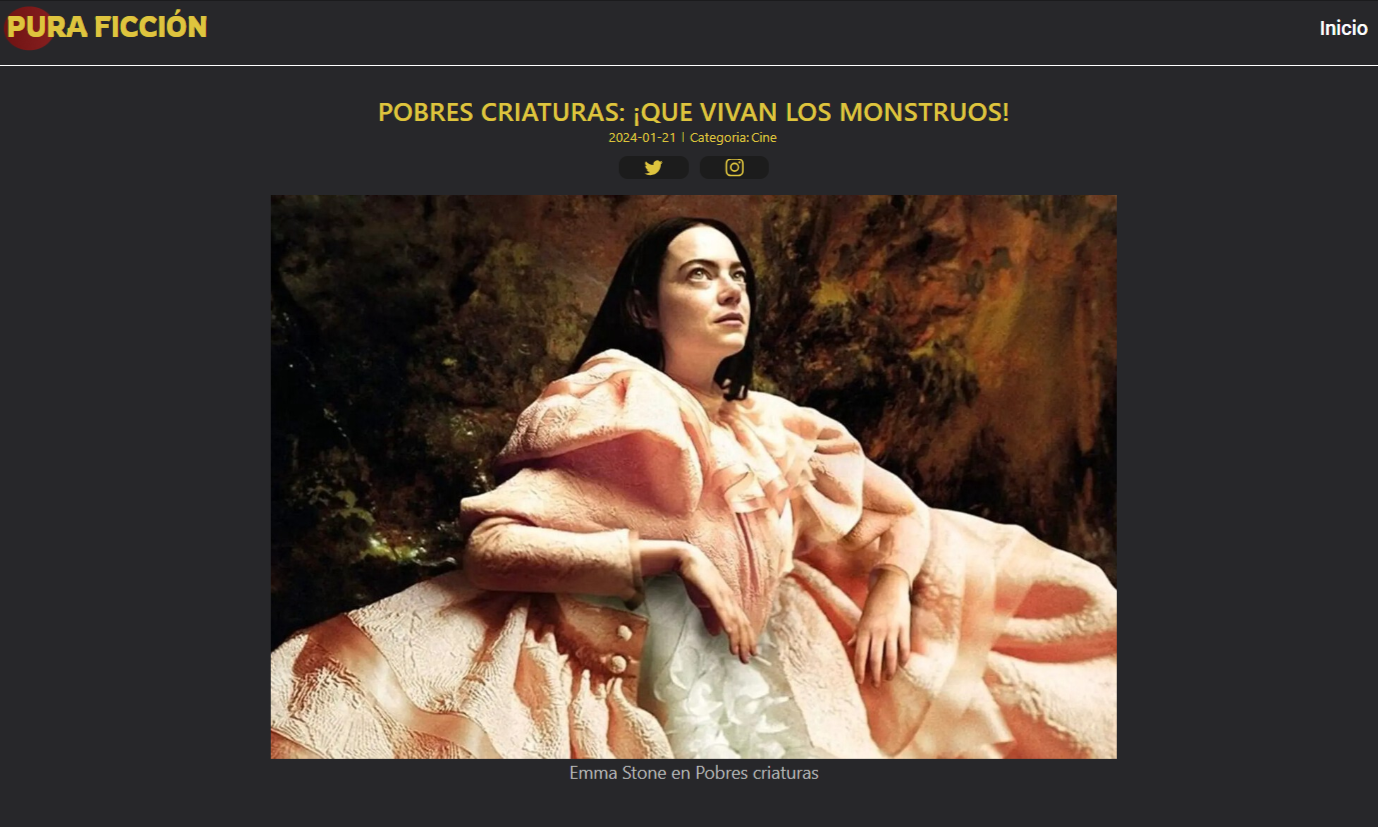 PURA FICCIÓN
Inicio
POBRES CRIATURAS: ¡QUE VIVAN LOS MONSTRUOS!
2024-01-21 | Categoria: Cine
Emma Stone en Pobres criaturas